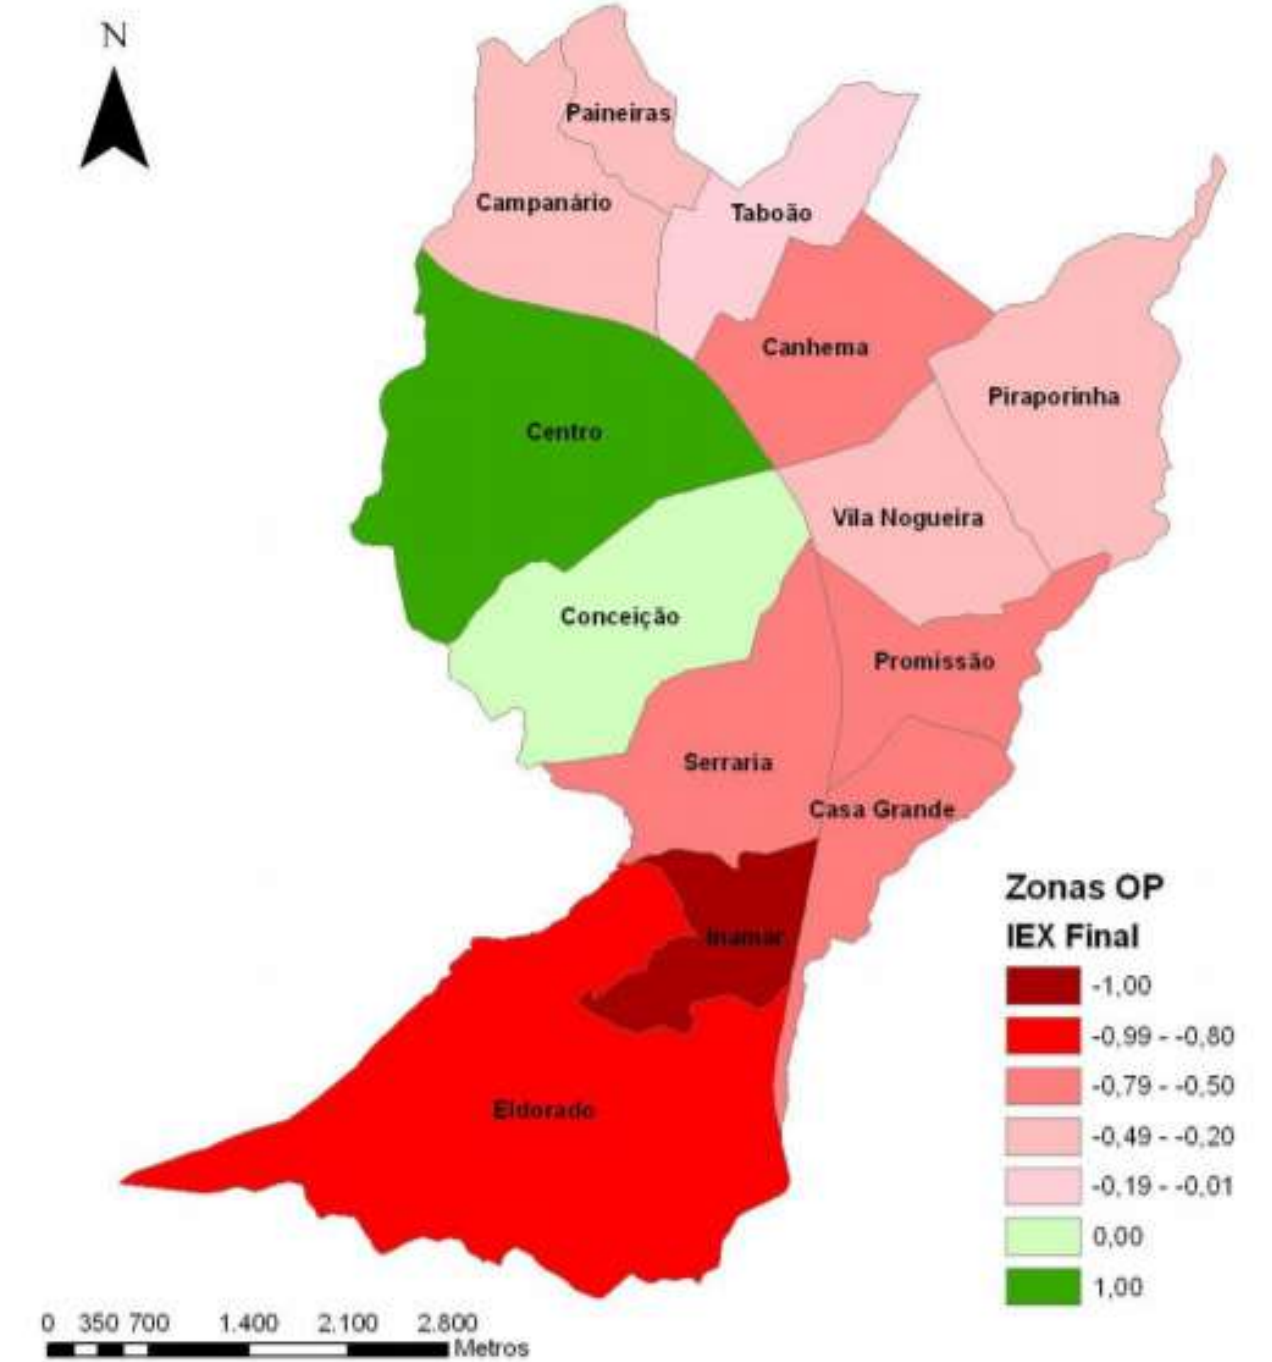 N
Paineiras
Campanário
Taboão
Canhema
Piraporinha
Centro
Vila Nogueira
Conceição
Promissão
Serraria
Casa Grande
Inamar
Eldorado
Zonas OP
IEX Final
-1,00
-0,99 - -0,80
-0,79 - -0,50
-0,49 - -0,20
-0,19 - -0,01
0,00
1,00
0 350 700 1.400 2.100 2.800
Metros